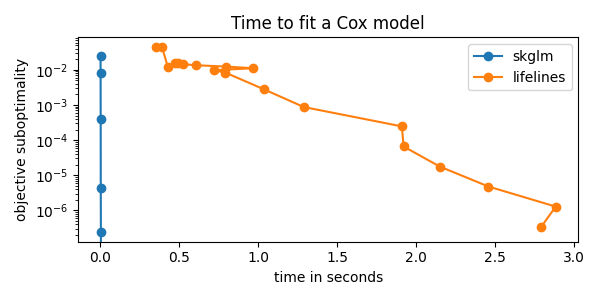 Time to fit a Cox model
objective suboptimality
10⁻²
10⁻³
10⁻⁴
10⁻⁵
10⁻⁶
skglm
lifelines
0.0 0.5 1.0 1.5 2.0 2.5 3.0
time in seconds